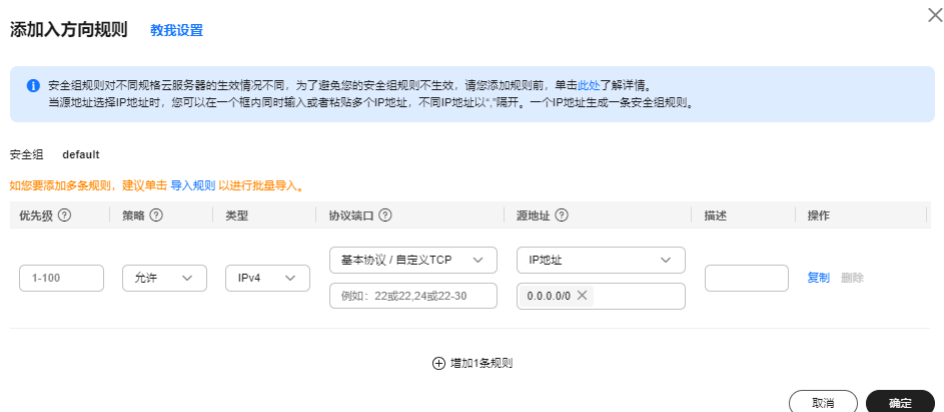 添加入方向规则 教我设置
安全组规则对不同规格云服务器的生效情况不同，为了避免您的安全组规则不生效，请您添加规则前，单击此处了解详情。
当源地址选择IP地址时，您可以在一个框内同时输入或者粘贴多个IP地址，不同IP地址以“,”隔开。一个IP地址生成一条安全组规则。
安全组 default
如您要添加多条规则，建议单击 导入规则 以进行批量导入。
优先级 策略 类型 协议端口 源地址 描述 操作
基本协议 / 自定义TCP IP地址
1-100 允许 IPv4 复制 删除
例如：22或22,24或22-30 0.0.0.0/0
增加1条规则
取消 确定